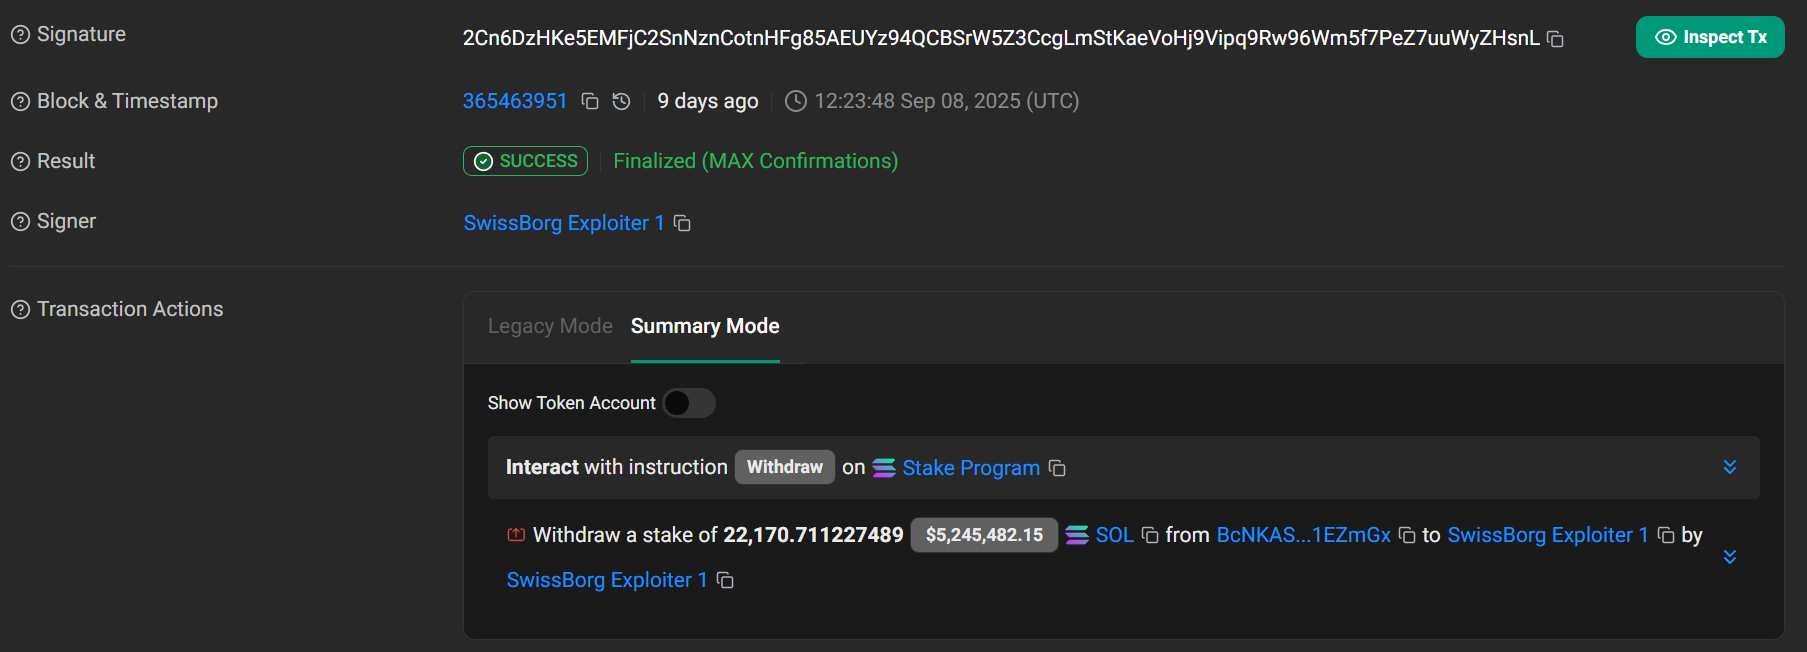 Signature
2Cn6DzHKe5EMFjC2SnNznCotnHFg85AEUYz94QCBSrW5Z3CcgLmStKaeVoHj9Vipq9Rw96Wm5f7PeZ7uuWyZHsnL
Inspect Tx
Block & Timestamp
365463951 9 days ago 12:23:48 Sep 08, 2025 (UTC)
Result
SUCCESS Finalized (MAX Confirmations)
Signer
SwissBorg Exploiter 1
Transaction Actions
Legacy Mode Summary Mode
Show Token Account
Interact with instruction Withdraw on Stake Program
Withdraw a stake of 22,170.711227489 $5,245,482.15 SOL from BcNKAS...1EZmGx to SwissBorg Exploiter 1 by
SwissBorg Exploiter 1